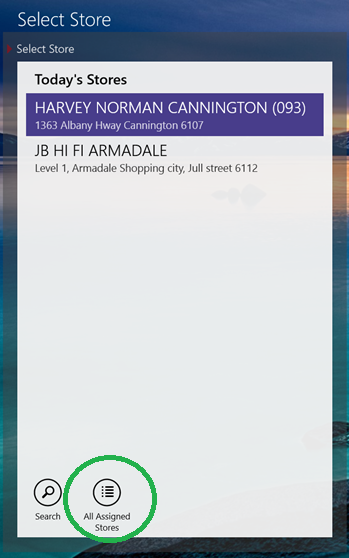 Select Store
Select Store
Today's Stores
HARVEY NORMAN CANNINGTON (093)
1363 Albany Hway Cannington 6107
JB HI FI ARMADALE
Level 1, Armadale Shopping city, Jull street 6112
Search
All Assigned
Stores